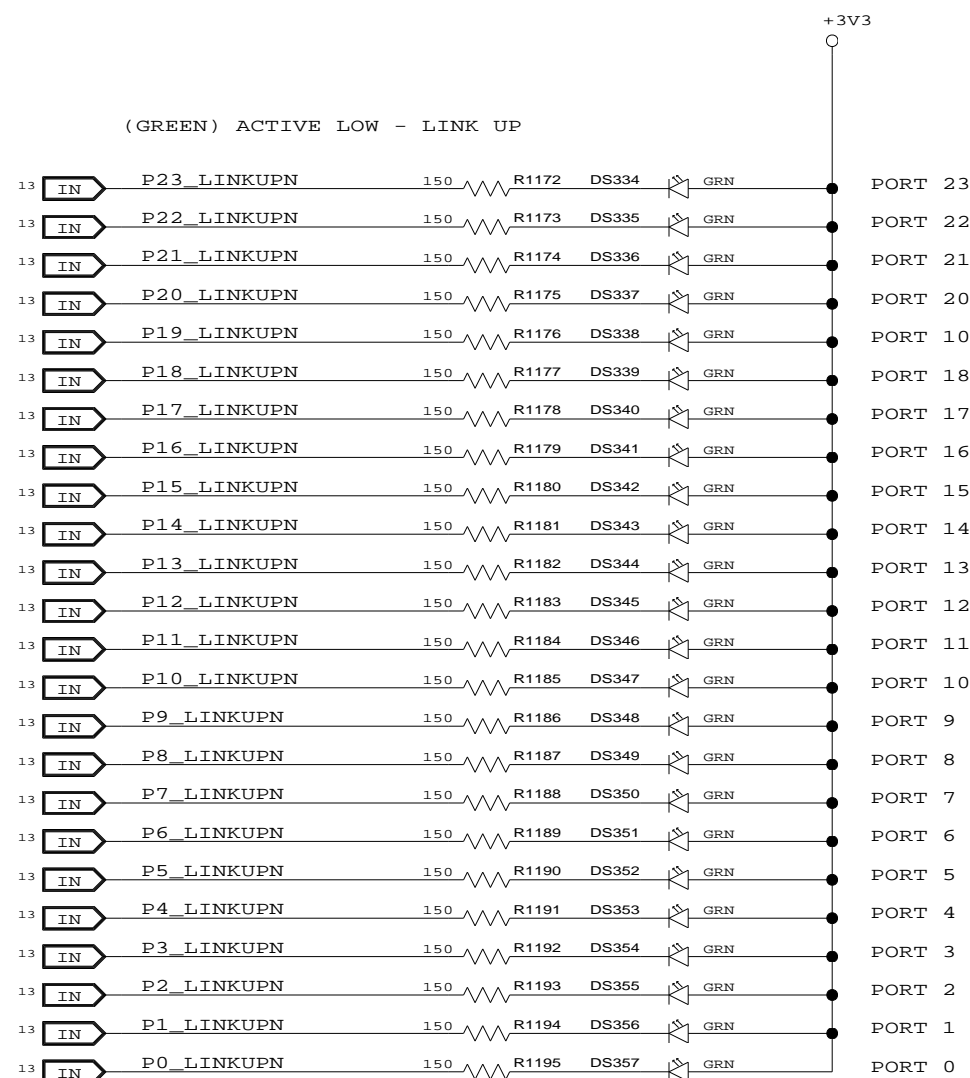 +3V3
(GREEN) ACTIVE LOW - LINK UP
13 IN P23_LINKUPN 150 R1172 DS334 GRN PORT 23
13 IN P22_LINKUPN 150 R1173 DS335 GRN PORT 22
13 IN P21_LINKUPN 150 R1174 DS336 GRN PORT 21
13 IN P20_LINKUPN 150 R1175 DS337 GRN PORT 20
13 IN P19_LINKUPN 150 R1176 DS338 GRN PORT 10
13 IN P18_LINKUPN 150 R1177 DS339 GRN PORT 18
13 IN P17_LINKUPN 150 R1178 DS340 GRN PORT 17
13 IN P16_LINKUPN 150 R1179 DS341 GRN PORT 16
13 IN P15_LINKUPN 150 R1180 DS342 GRN PORT 15
13 IN P14_LINKUPN 150 R1181 DS343 GRN PORT 14
13 IN P13_LINKUPN 150 R1182 DS344 GRN PORT 13
13 IN P12_LINKUPN 150 R1183 DS345 GRN PORT 12
13 IN P11_LINKUPN 150 R1184 DS346 GRN PORT 11
13 IN P10_LINKUPN 150 R1185 DS347 GRN PORT 10
13 IN P9_LINKUPN 150 R1186 DS348 GRN PORT 9
13 IN P8_LINKUPN 150 R1187 DS349 GRN PORT 8
13 IN P7_LINKUPN 150 R1188 DS350 GRN PORT 7
13 IN P6_LINKUPN 150 R1189 DS351 GRN PORT 6
13 IN P5_LINKUPN 150 R1190 DS352 GRN PORT 5
13 IN P4_LINKUPN 150 R1191 DS353 GRN PORT 4
13 IN P3_LINKUPN 150 R1192 DS354 GRN PORT 3
13 IN P2_LINKUPN 150 R1193 DS355 GRN PORT 2
13 IN P1_LINKUPN 150 R1194 DS356 GRN PORT 1
13 IN P0_LINKUPN 150 R1195 DS357 GRN PORT 0